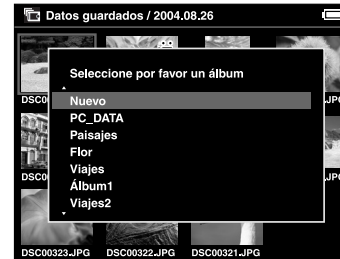 Datos guardados / 2004.08.26
Seleccione por favor un álbum
Nuevo
PC_DATA
Paisajes
Flor
Viajes
Álbum1
Viajes2
DSC00323.JPG DSC00322.JPG DSC00321.JPG